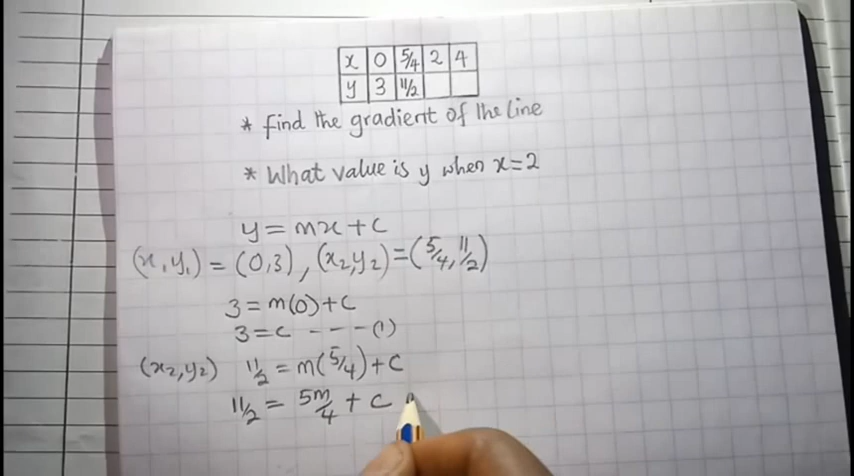 x 0 5/4 2 4
y 3 11/2
* find the gradient of the line
* What value is y when x=2
y = mx + c
(x,y₁) = (0,3), (x₂,y₂) = (5/4, 11/2)
3 = m(0) + c
3 = c - - - (1)
(x₂,y₂) 11/2 = m(5/4) + c
11/2 = 5m/4 + c